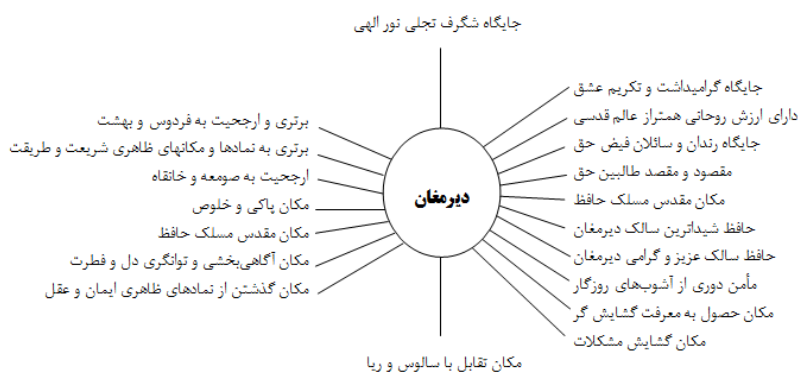 جایگاه شگرف تجلی نور الهی
جایگاه گرامیداشت و تکریم عشق
دارای ارزش روحانی همتراز عالم قدسی
جایگاه رندان و سائلان فیض حق
مقصود و مقصد طالبین حق
مکان مقدس مسلک حافظ
حافظ شیداترین سالک دیرمغان
حافظ سالک عزیز و گرامی دیرمغان
مأمن دوری از آشوب‌های روزگار
مکان حصول به معرفت گشایش گر
مکان گشایش مشکلات
دیرمغان
برتری و ارجحیت به فردوس و بهشت
برتری به نمادها و مکانهای ظاهری شریعت و طریقت
ارجحیت به صومعه و خانقاه
مکان پاکی و خلوص
مکان مقدس مسلک حافظ
مکان آگاهی‌بخشی و توانگری دل و فطرت
مکان گذشتن از نمادهای ظاهری ایمان و عقل
مکان تقابل با سالوس و ریا